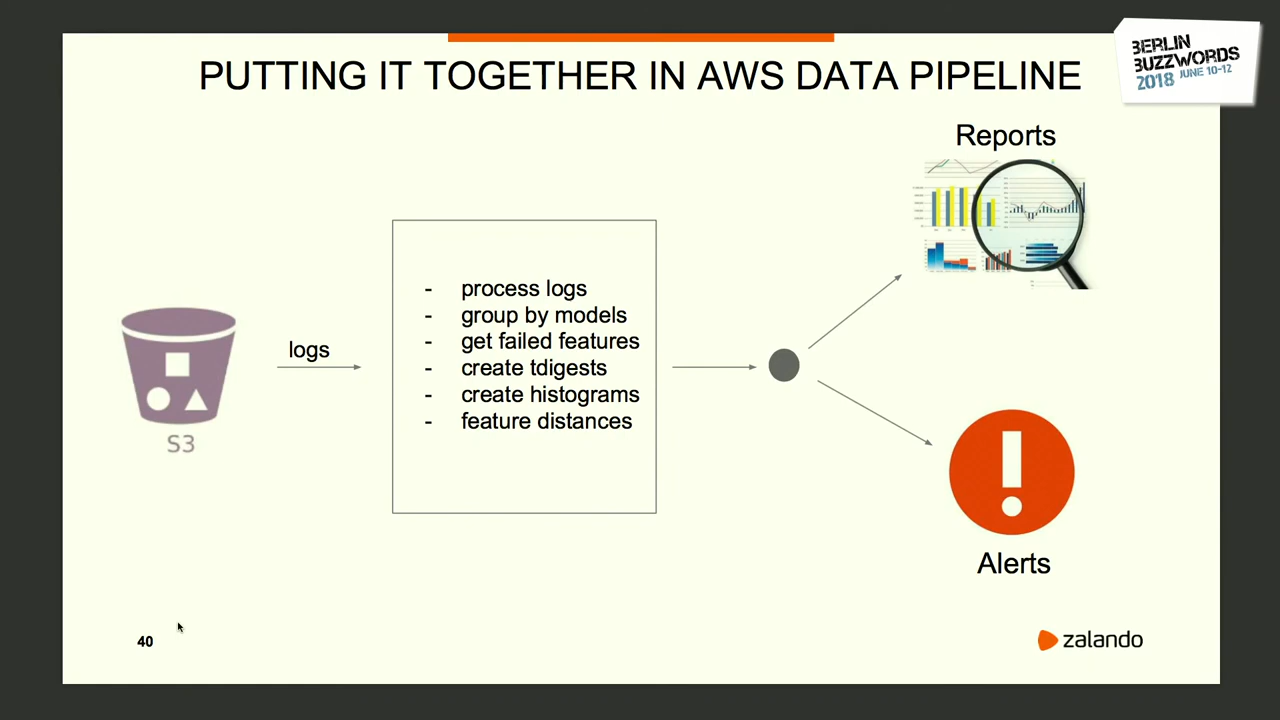 PUTTING IT TOGETHER IN AWS DATA PIPELINE
BERLIN
BUZZWORDS
2018 JUNE 10-12
Reports
logs
- process logs
- group by models
- get failed features
- create tdigests
- create histograms
- feature distances
S3
Alerts
40
zalando